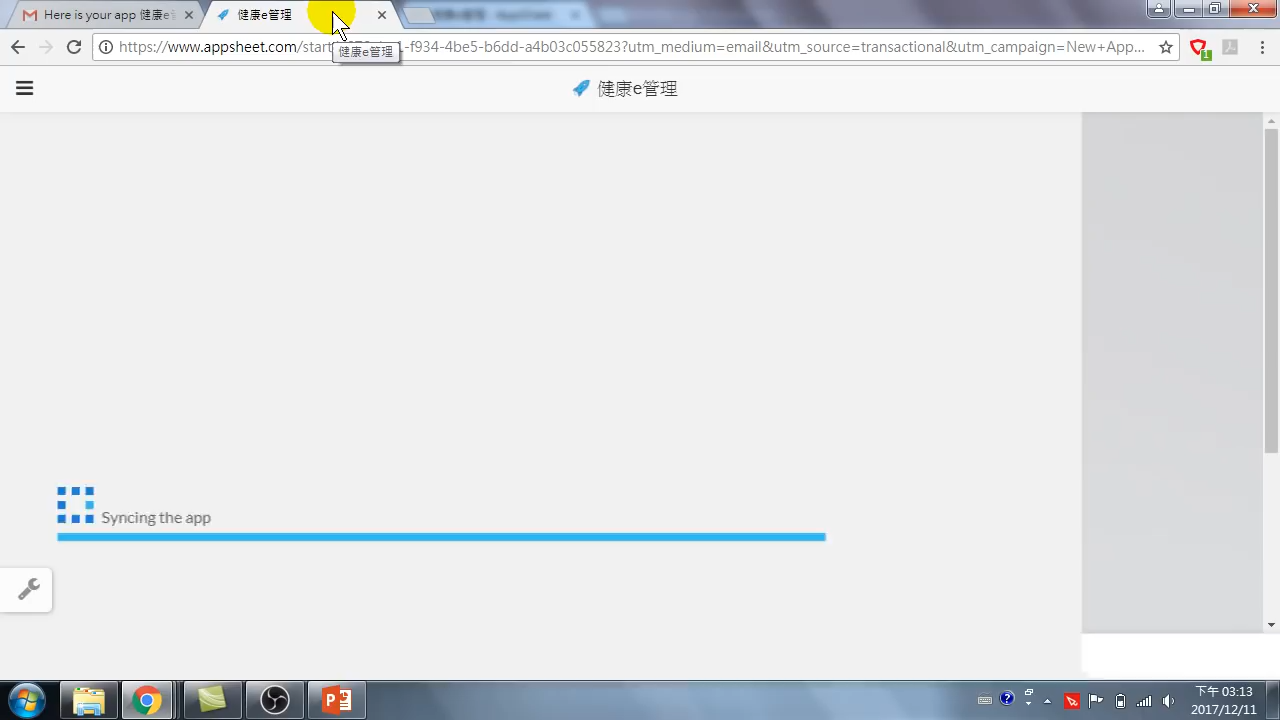 Here is your app 健康e
健康e管理
https://www.appsheet.com/start
-f934-4be5-b
dd-a4b03c055823?utm_medium=email&utm_source=transactional&utm_campaign=New+App...
健康e管理
1
健康e管理
Syncing the app
下午 03:13
2017/12/11